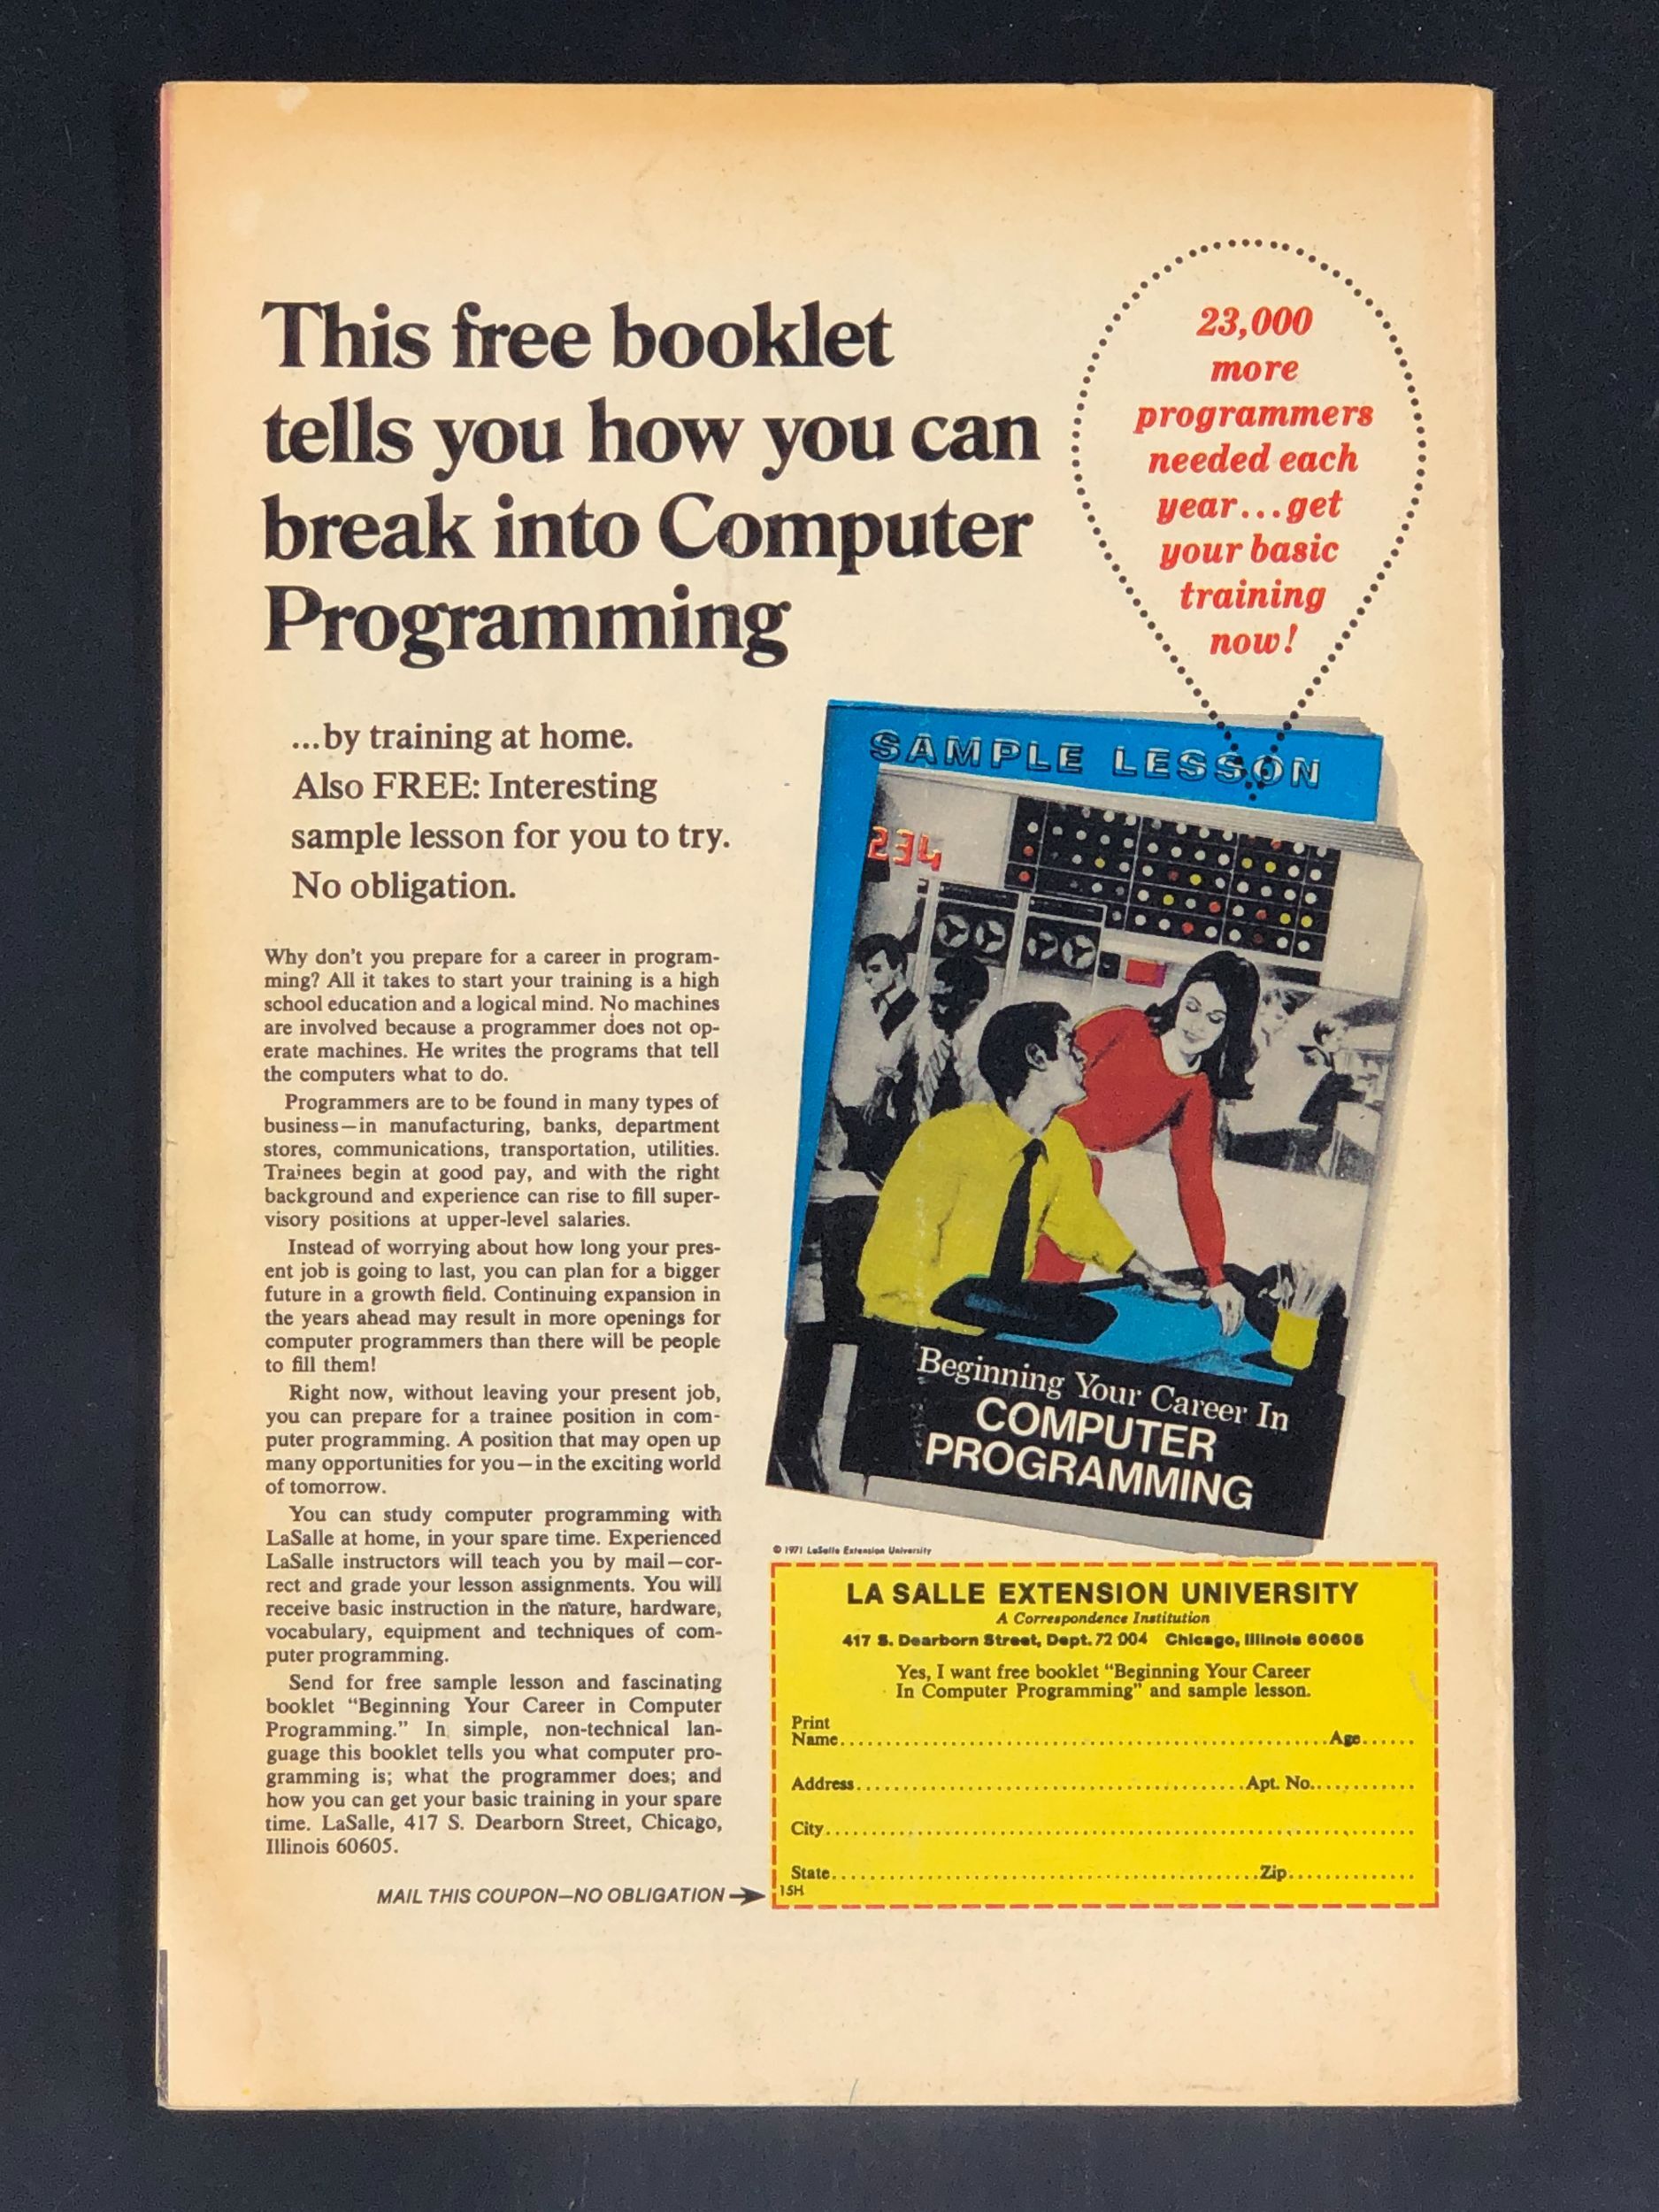 This free booklet
tells you how you can
break into Computer
Programming
23,000
more
programmers
needed each
year...get
your basic
training
now!
...by training at home.
Also FREE: Interesting
sample lesson for you to try.
No obligation.
Why don't you prepare for a career in program-
ming? All it takes to start your training is a high
school education and a logical mind. No machines
are involved because a programmer does not op-
erate machines. He writes the programs that tell
the computers what to do.
Programmers are to be found in many types of
business—in manufacturing, banks, department
stores, communications, transportation, utilities.
Trainees begin at good pay, and with the right
background and experience can rise to fill super-
visory positions at upper-level salaries.
Instead of worrying about how long your pres-
ent job is going to last, you can plan for a bigger
future in a growth field. Continuing expansion in
the years ahead may result in more openings for
computer programmers than there will be people
to fill them!
Right now, without leaving your present job,
you can prepare for a trainee position in com-
puter programming. A position that may open up
many opportunities for you—in the exciting world
of tomorrow.
You can study computer programming with
LaSalle at home, in your spare time. Experienced
LaSalle instructors will teach you by mail—cor-
rect and grade your lesson assignments. You will
receive basic instruction in the nature, hardware,
vocabulary, equipment and techniques of com-
puter programming.
Send for free sample lesson and fascinating
booklet "Beginning Your Career in Computer
Programming." In simple, non-technical lan-
guage this booklet tells you what computer pro-
gramming is; what the programmer does; and
how you can get your basic training in your spare
time. LaSalle, 417 S. Dearborn Street, Chicago,
Illinois 60605.
MAIL THIS COUPON—NO OBLIGATION
SAMPLE LESSON
234
Beginning Your Career In
COMPUTER
PROGRAMMING
© 1971 LaSalle Extension University
LA SALLE EXTENSION UNIVERSITY
A Correspondence Institution
417 S. Dearborn Street, Dept. 72 004 Chicago, Illinois 60605
Yes, I want free booklet "Beginning Your Career
In Computer Programming" and sample lesson.
Print
Name Age
Address Apt. No.
City
State Zip
15H